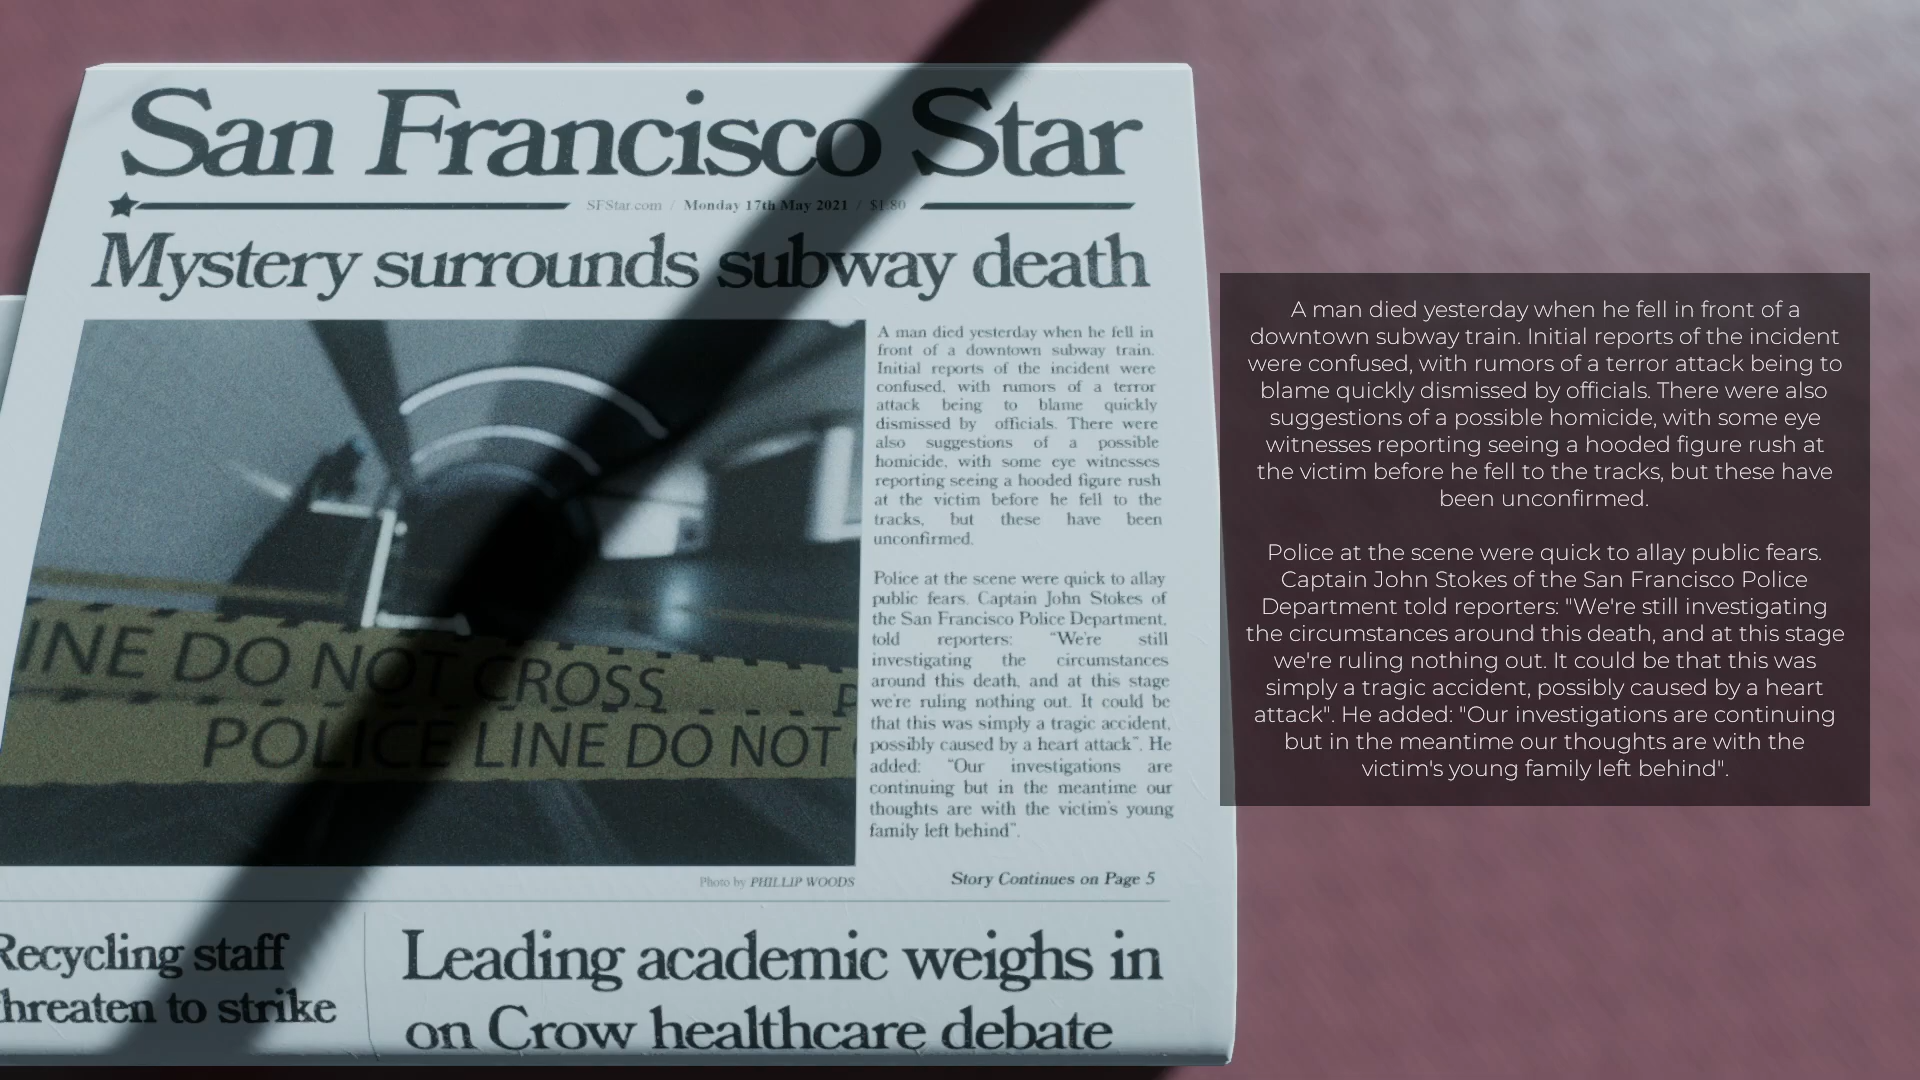 San Francisco Star
SFStar.com / Monday 17th May 2021 / $1.80
Mystery surrounds subway death
A man died yesterday when he fell in
front of a downtown subway train.
Initial reports of the incident were
confused, with rumors of a terror
attack being to blame quickly
dismissed by officials. There were
also suggestions of a possible
homicide, with some eye witnesses
reporting seeing a hooded figure rush
at the victim before he fell to the
tracks, but these have been
unconfirmed.
Police at the scene were quick to allay
public fears. Captain John Stokes of
the San Francisco Police Department,
told reporters: "We're still
investigating the circumstances
around this death, and at this stage
we're ruling nothing out. It could be
that this was simply a tragic accident,
possibly caused by a heart attack". He
added: "Our investigations are
continuing but in the meantime our
thoughts are with the victim's young
family left behind".
Story Continues on Page 5
INE DO NOT CROSS P
POLICE LINE DO NOT
Photo by PHILLIP WOODS
Recycling staff
hreaten to strike
Leading academic weighs in
on Crow healthcare debate
A man died yesterday when he fell in front of a
downtown subway train. Initial reports of the incident
were confused, with rumors of a terror attack being to
blame quickly dismissed by officials. There were also
suggestions of a possible homicide, with some eye
witnesses reporting seeing a hooded figure rush at
the victim before he fell to the tracks, but these have
been unconfirmed.
Police at the scene were quick to allay public fears.
Captain John Stokes of the San Francisco Police
Department told reporters: "We're still investigating
the circumstances around this death, and at this stage
we're ruling nothing out. It could be that this was
simply a tragic accident, possibly caused by a heart
attack". He added: "Our investigations are continuing
but in the meantime our thoughts are with the
victim's young family left behind".